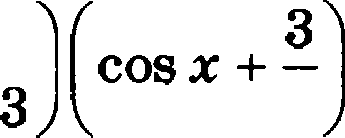 3)(cos x + 3/)